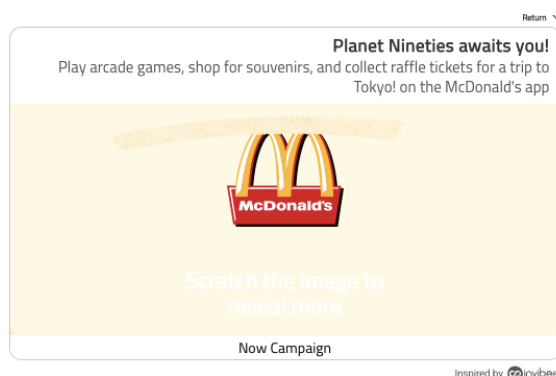 Return
Planet Nineties awaits you!
Play arcade games, shop for souvenirs, and collect raffle tickets for a trip to
Tokyo! on the McDonald's app
McDonald's
Scratch the image to
reveal more
Now Campaign
Inspired by